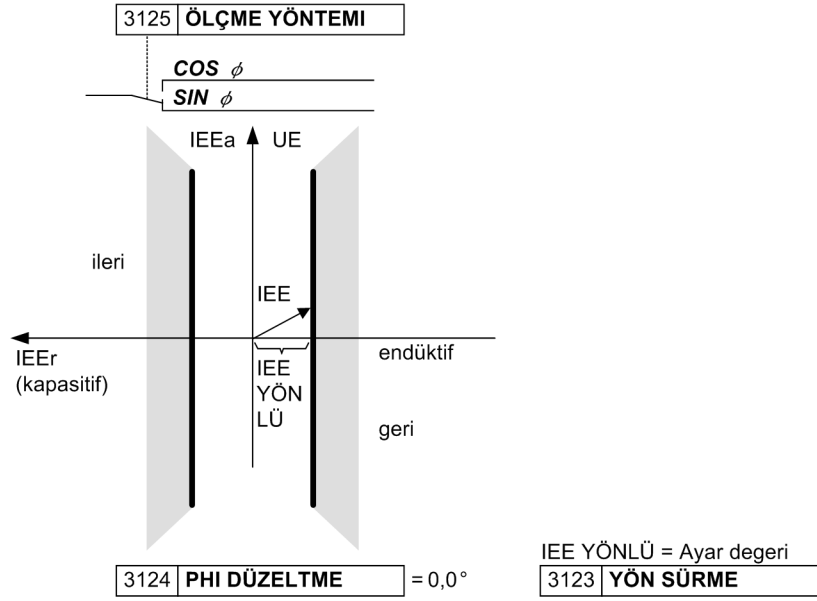 3125 ÖLÇME YÖNTEMI
COS ϕ
SIN ϕ
IEEa UE
ileri
IEE
IEEr
(kapasitif)
endüktif
IEE
YÖN
LÜ
geri
IEE YÖNLÜ = Ayar degeri
3124 PHI DÜZELTME = 0,0°
3123 YÖN SÜRME